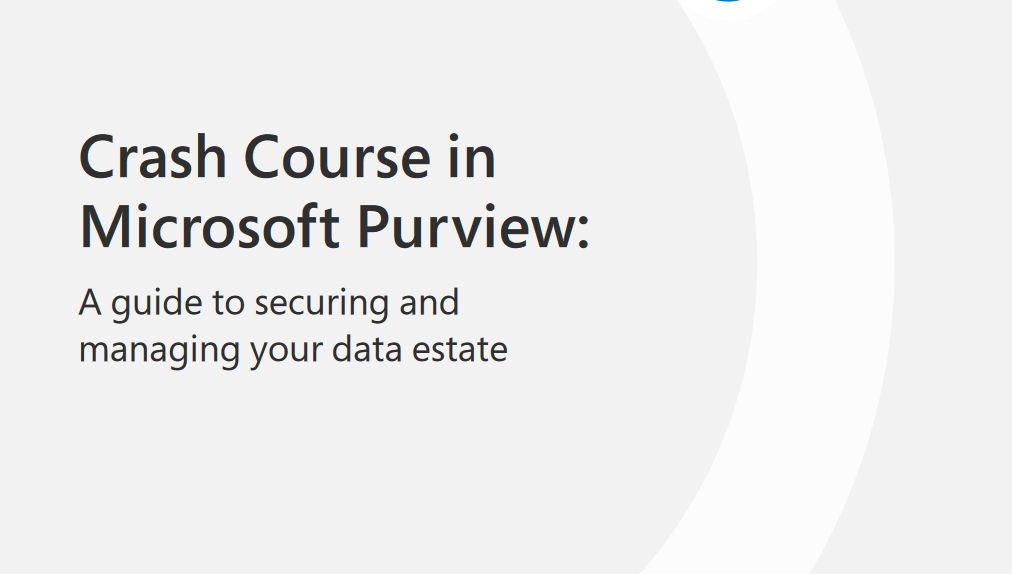 Crash Course in
Microsoft Purview:
A guide to securing and
managing your data estate